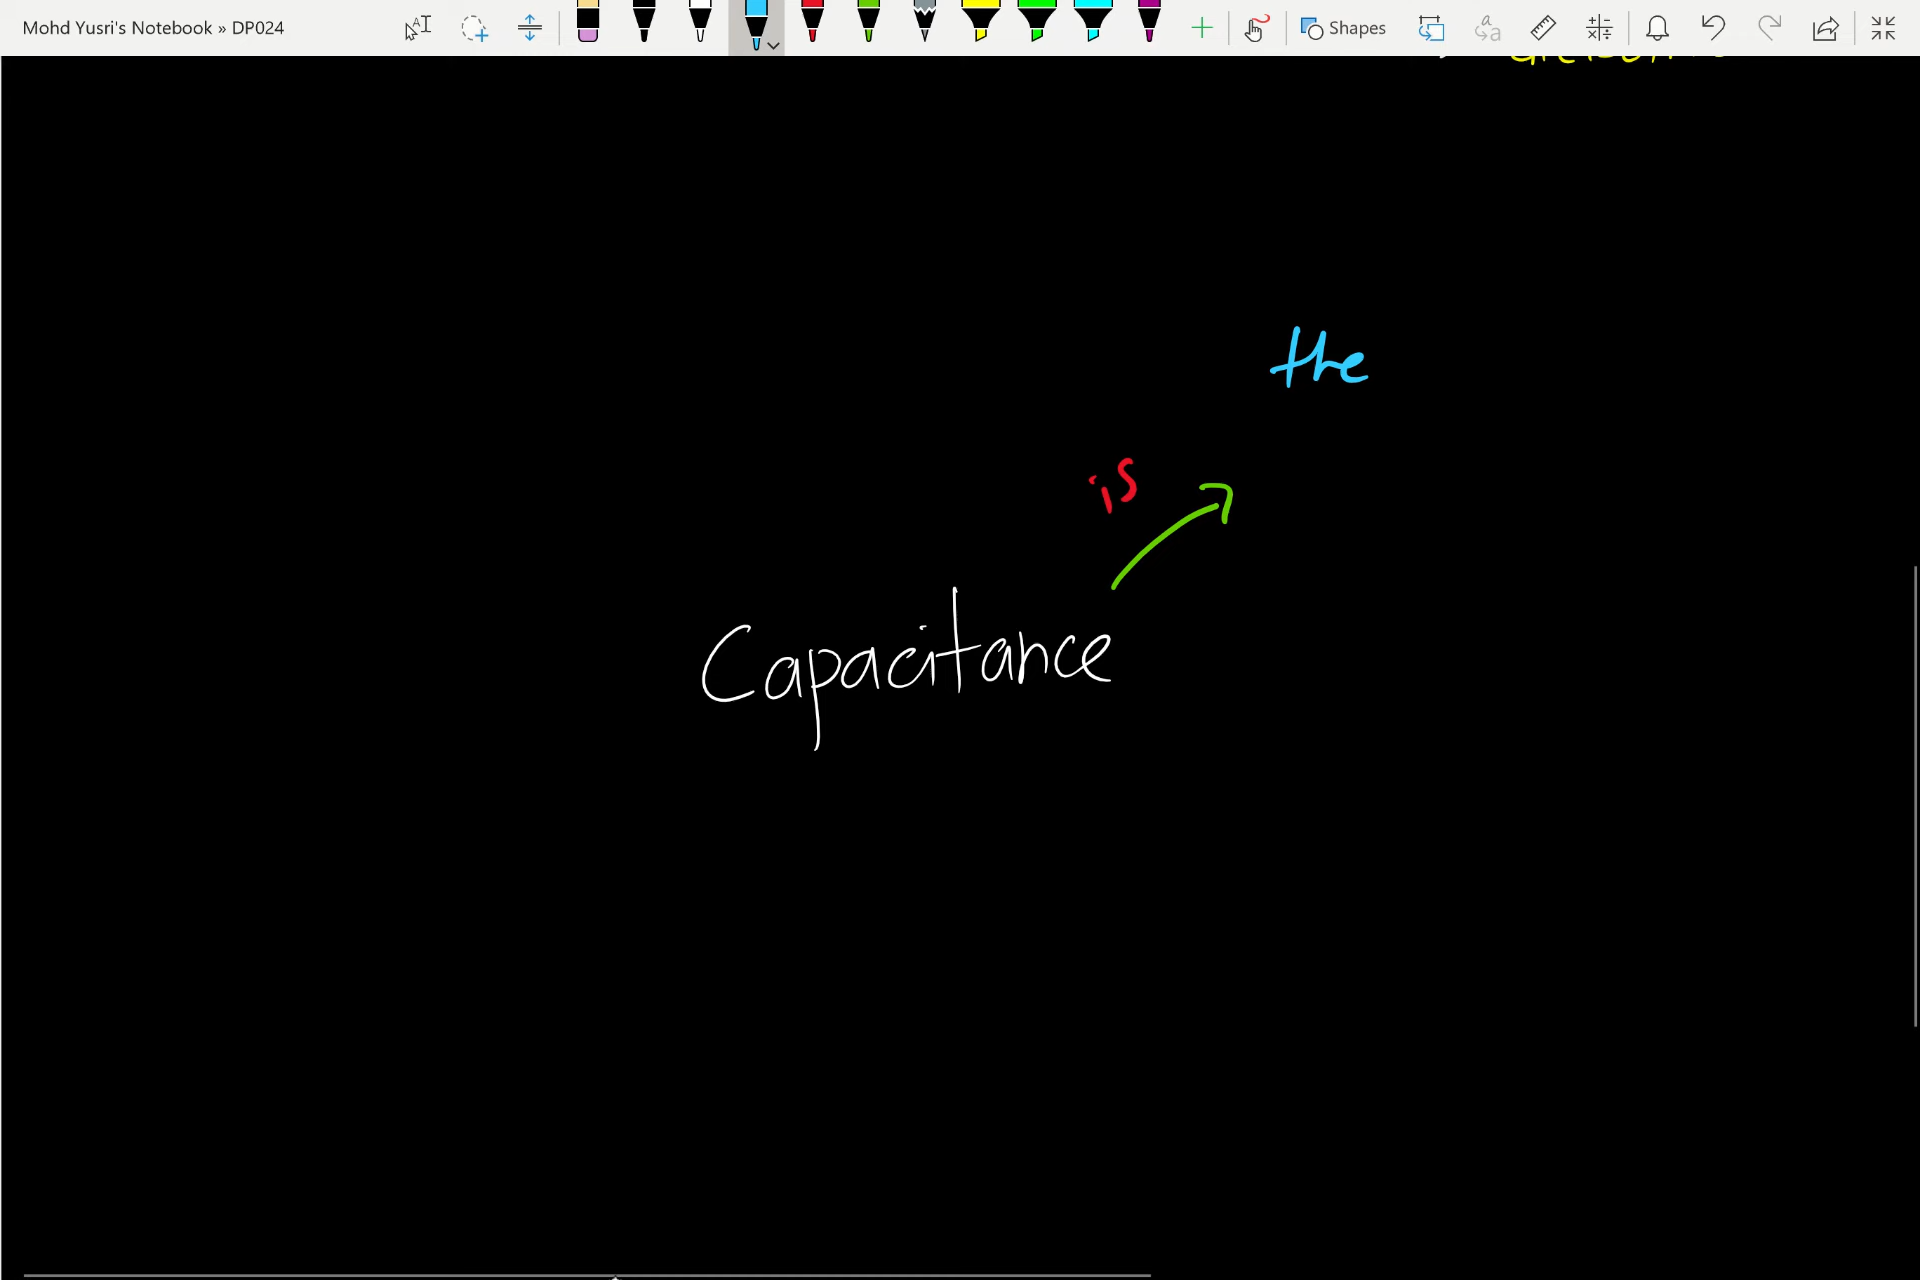 Mohd Yusri's Notebook » DP024
Shapes
the
is
Capacitance